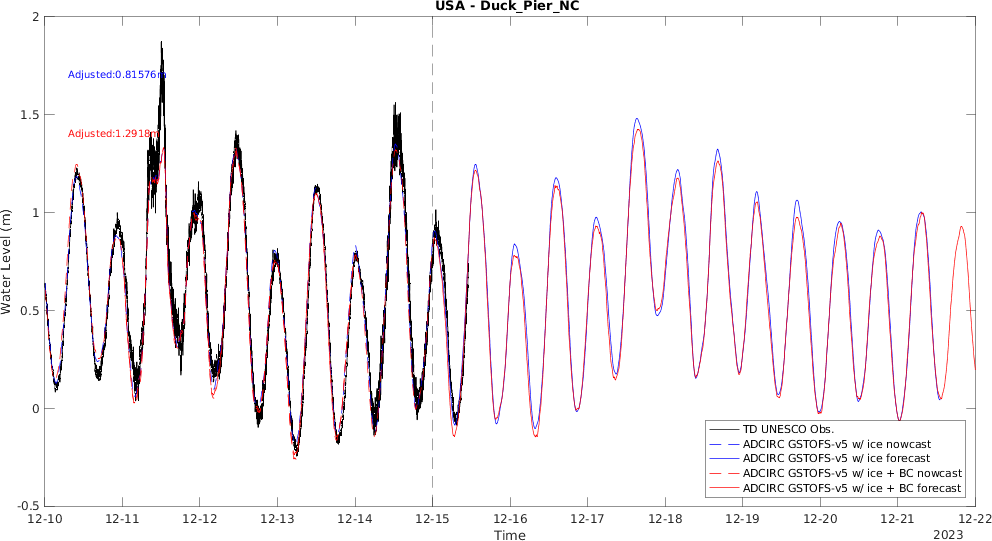 USA - Duck_Pier_NC
Adjusted:0.81576m
Adjusted:1.2918m
Water Level (m)
2
1.5
1
0.5
0
-0.5
TD UNESCO Obs.
ADCIRC GSTOFS-v5 w/ ice nowcast
ADCIRC GSTOFS-v5 w/ ice forecast
ADCIRC GSTOFS-v5 w/ ice + BC nowcast
ADCIRC GSTOFS-v5 w/ ice + BC forecast
12-10 12-11 12-12 12-13 12-14 12-15 12-16 12-17 12-18 12-19 12-20 12-21 12-22
Time
2023